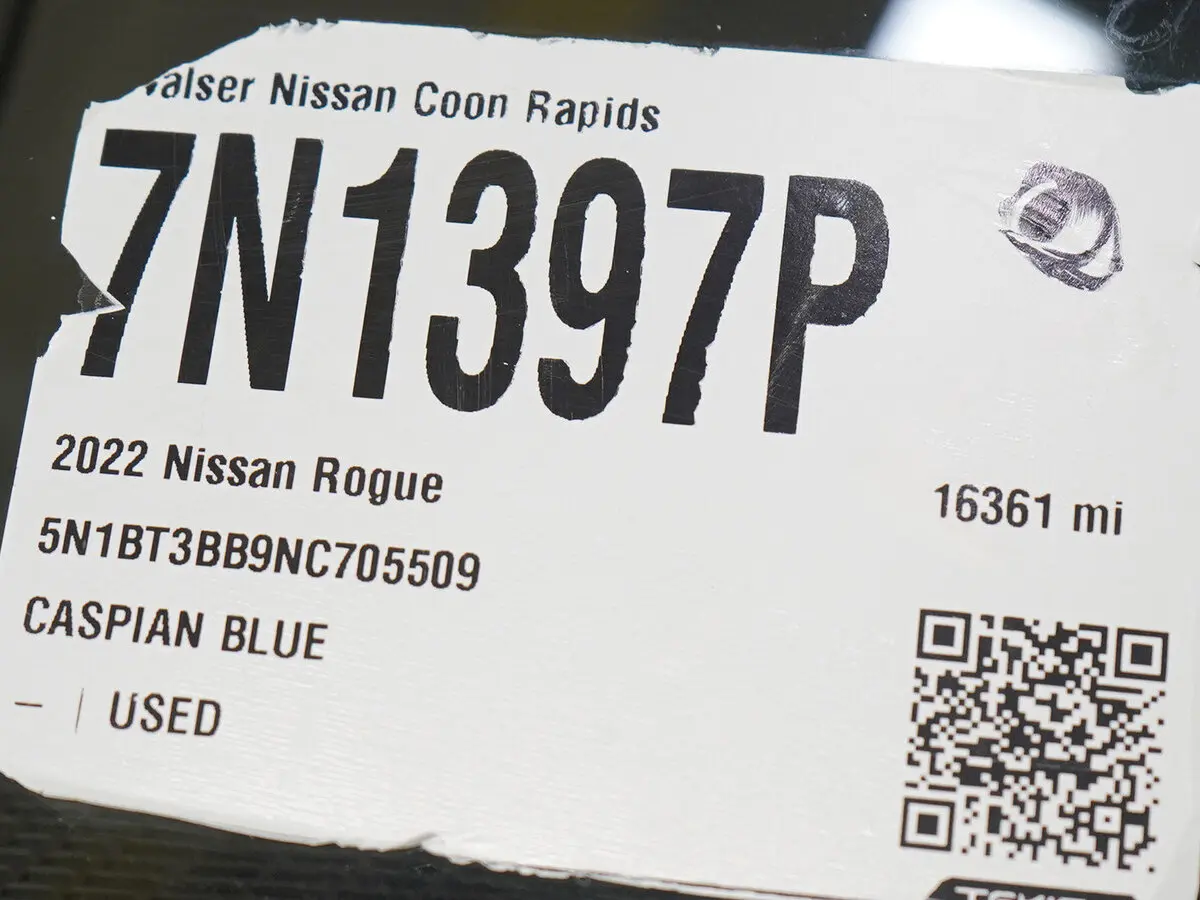 Walser Nissan Coon Rapids
7N1397P
2022 Nissan Rogue
16361 mi
5N1BT3BB9NC705509
CASPIAN BLUE
– | USED